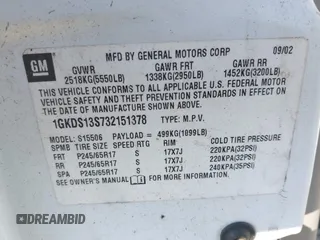 GM
MFD BY GENERAL MOTORS CORP 09/02
GVWR GAWR FRT GAWR RR
2518KG(5550LB) 1338KG(2950LB) 1452KG(3200LB)
THIS VEHICLE CONFORMS TO ALL APPLICABLE U.S. FEDERAL
MOTOR VEHICLE SAFETY, BUMPER, AND THEFT PREVENTION
STANDARDS IN EFFECT ON THE
DATE OF MANUFACTURE SHOWN ABOVE.
1GKDS13S732151378 TYPE: M.P.V.
MODEL: S15506 PAYLOAD = 499KG(1099LB)
SPMB TIRE SIZE SPEED RTG RIM COLD TIRE PRESSURE
FRT P245/65R17 S 17X7J 220KPA(32PSI)
RR P245/65R17 S 17X7J 220KPA(32PSI)
SPA P245/65R17 S 17X7J 240KPA(35PSI)
SEE OWNER'S MANUAL FOR MORE INFORMATION
AUTOBIDMASTER